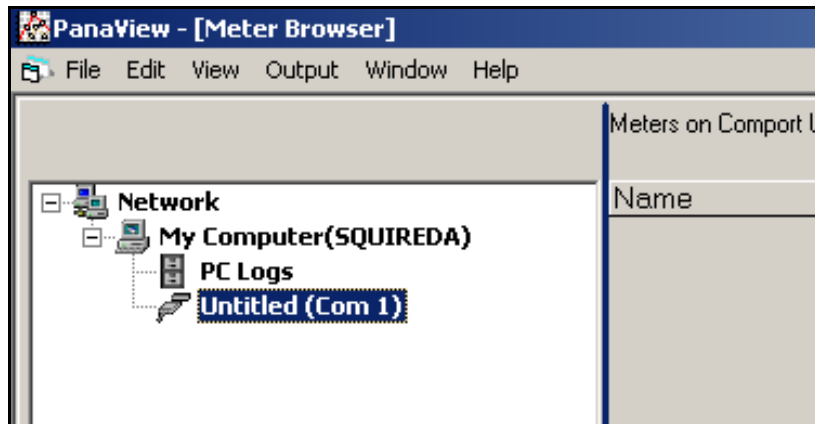 PanaView - [Meter Browser]
File Edit View Output Window Help
Meters on Comport
Name
Network
My Computer(SQUIREDA)
PC Logs
Untitled (Com 1)